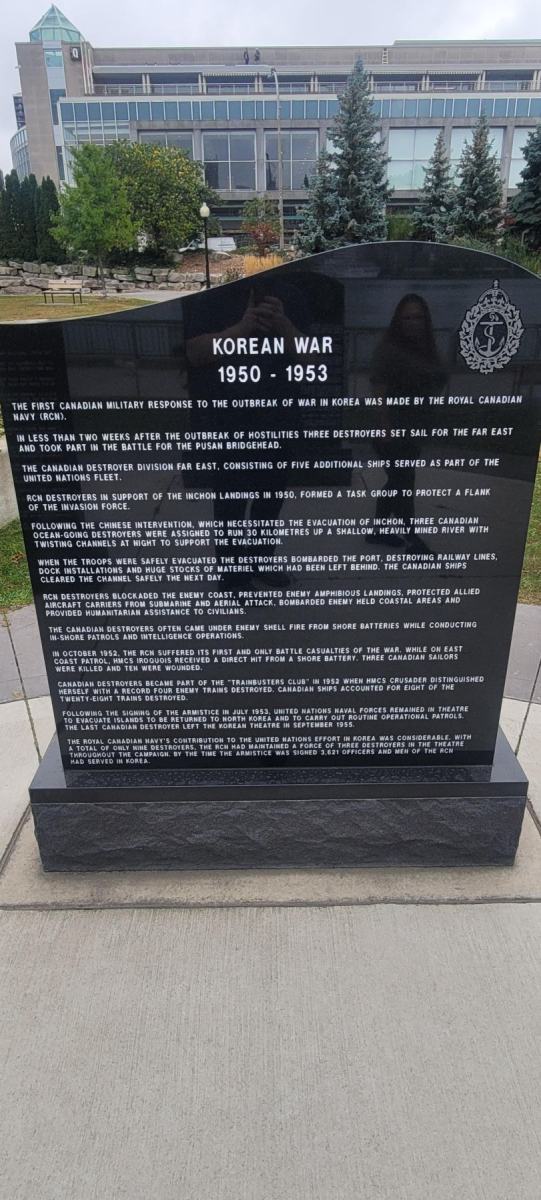 KOREAN WAR
1950 - 1953
THE FIRST CANADIAN MILITARY RESPONSE TO THE OUTBREAK OF WAR IN KOREA WAS MADE BY THE ROYAL CANADIAN
NAVY (RCN).
IN LESS THAN TWO WEEKS AFTER THE OUTBREAK OF HOSTILITIES THREE DESTROYERS SET SAIL FOR THE FAR EAST
AND TOOK PART IN THE BATTLE FOR THE PUSAN BRIDGEHEAD.
THE CANADIAN DESTROYER DIVISION FAR EAST, CONSISTING OF FIVE ADDITIONAL SHIPS SERVED AS PART OF THE
UNITED NATIONS FLEET.
RCN DESTROYERS IN SUPPORT OF THE INCHON LANDINGS IN 1950, FORMED A TASK GROUP TO PROTECT A FLANK
OF THE INVASION FORCE.
FOLLOWING THE CHINESE INTERVENTION, WHICH NECESSITATED THE EVACUATION OF INCHON, THREE CANADIAN
OCEAN-GOING DESTROYERS WERE ASSIGNED TO RUN 30 KILOMETRES UP A SHALLOW, HEAVILY MINED RIVER WITH
TWISTING CHANNELS AT NIGHT TO SUPPORT THE EVACUATION.
WHEN THE TROOPS WERE SAFELY EVACUATED THE DESTROYERS BOMBARDED THE PORT, DESTROYING RAILWAY LINES,
DOCK INSTALLATIONS AND HUGE STOCKS OF MATERIEL WHICH HAD BEEN LEFT BEHIND. THE CANADIAN SHIPS
CLEARED THE CHANNEL SAFELY THE NEXT DAY.
RCN DESTROYERS BLOCKADED THE ENEMY COAST, PREVENTED ENEMY AMPHIBIOUS LANDINGS, PROTECTED ALLIED
AIRCRAFT CARRIERS FROM SUBMARINE AND AERIAL ATTACK, BOMBARDED ENEMY HELD COASTAL AREAS AND
PROVIDED HUMANITARIAN ASSISTANCE TO CIVILIANS.
THE CANADIAN DESTROYERS OFTEN CAME UNDER ENEMY SHELL FIRE FROM SHORE BATTERIES WHILE CONDUCTING
IN-SHORE PATROLS AND INTELLIGENCE OPERATIONS.
IN OCTOBER 1952, THE RCN SUFFERED ITS FIRST AND ONLY BATTLE CASUALTIES OF THE WAR. WHILE ON EAST
COAST PATROL, HMCS IROQUOIS RECEIVED A DIRECT HIT FROM A SHORE BATTERY. THREE CANADIAN SAILORS
WERE KILLED AND TEN WERE WOUNDED.
CANADIAN DESTROYERS BECAME PART OF THE "TRAINBUSTERS CLUB" IN 1952 WHEN HMCS CRUSADER DISTINGUISHED
HERSELF WITH A RECORD FOUR ENEMY TRAINS DESTROYED. CANADIAN SHIPS ACCOUNTED FOR EIGHT OF THE
TWENTY-EIGHT TRAINS DESTROYED.
FOLLOWING THE SIGNING OF THE ARMISTICE IN JULY 1953, UNITED NATIONS NAVAL FORCES REMAINED IN THEATRE
TO EVACUATE ISLANDS TO BE RETURNED TO NORTH KOREA AND TO CARRY OUT ROUTINE OPERATIONAL PATROLS.
THE LAST CANADIAN DESTROYER LEFT THE KOREAN THEATRE IN SEPTEMBER 1955.
THE ROYAL CANADIAN NAVY'S CONTRIBUTION TO THE UNITED NATIONS EFFORT IN KOREA WAS CONSIDERABLE. WITH
A TOTAL OF ONLY NINE DESTROYERS, THE RCN HAD MAINTAINED A FORCE OF THREE DESTROYERS IN THE THEATRE
THROUGHOUT THE CAMPAIGN. BY THE TIME THE ARMISTICE WAS SIGNED 3,621 OFFICERS AND MEN OF THE RCN
HAD SERVED IN KOREA.